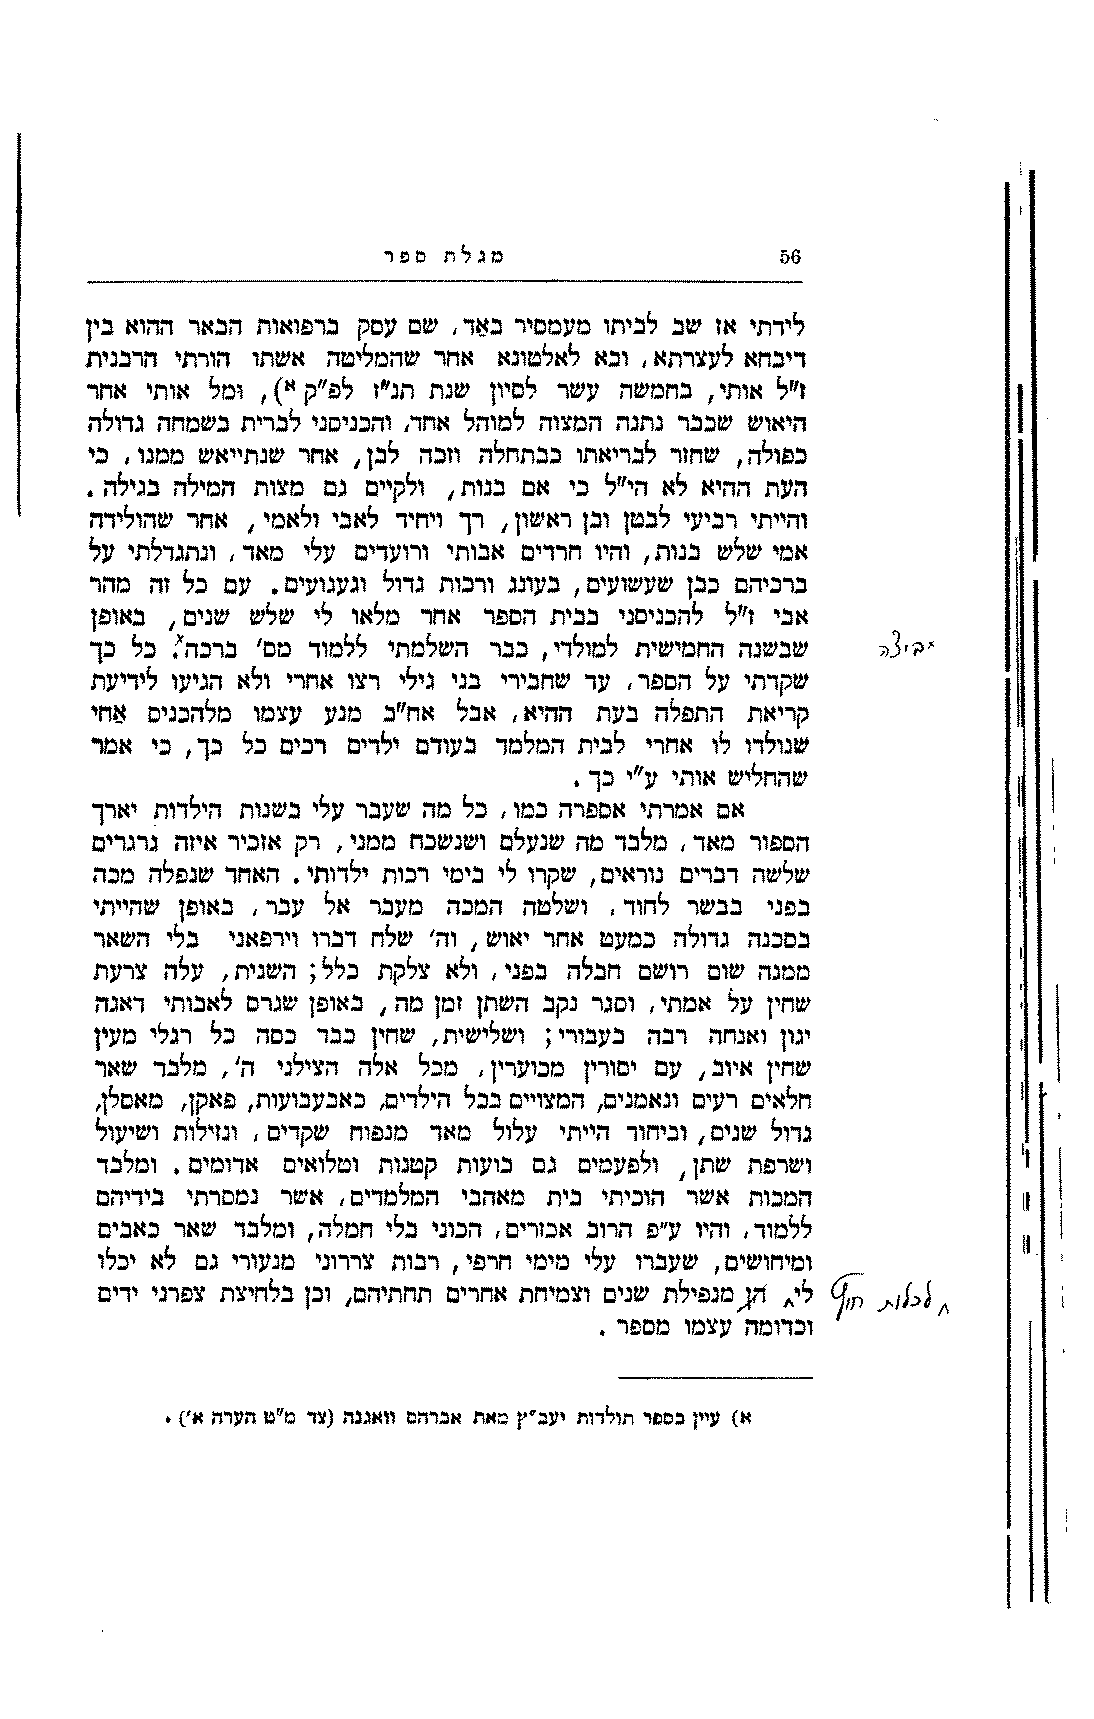 56 מגלת ספר
לידתי אז שב לביתו מעמסיר באַד, שם עסק ברפואות הבאר ההוא בין
דיבחא לעצרתא, ובא לאלטונא אחר שהמליטה אשתו הורתי הרבנית
ז"ל אותי, בחמשה עשר לסיון שנת תנ"ז לפ"ק א), ומל אותי אחר
היאוש שכבר נתנה המצוה למוהל אחד, והכניסני לברית בשמחה גדולה
כפולה, שחזר לבריאתו כבתחלה וזכה לבן, אחר שנתייאש ממנו, כי
העת ההיא לא הי"ל כי אם בנות, ולקיים גם מצות המילה בגילה.
והייתי רביעי לבטן ובן ראשון, רך ויחיד לאבי ולאמי, אחר שהולידה
אמי שלש בנות, והיו חרדים אבותי ורועדים עלי מאד, ונתגדלתי על
ברכיהם כבן שעשועים, בעונג ורכות גדול וגענועים. עם כל זה מהר
אבי ז"ל להכניסני בבית הספר אחר מלאו לי שלש שנים, באופן
שבשנה החמישית למולדי, כבר השלמתי ללמוד מס' ברכהx. כל כך
x ביצה
שקדתי על הספר, עד שחבירי בני גילי רצו אחרי ולא הגיעו לידיעת
קריאת התפלה בעת ההיא, אבל אח"כ מנע עצמו מלהכניס אַחי
שנולדו לו אחרי לבית המלמד בעודם ילדים רכים כל כך, כי אמר
שהחליש אותי ע"י כך.
אם אמרתי אספרה כמו, כל מה שעבר עלי בשנות הילדות יארך
הספור מאד, מלבד מה שנעלם ושנשכח ממני, רק אזכיר איזה גרגרים
שלשה דברים נוראים, שקרו לי בימי רכות ילדותי. האחד שנפלה מכה
בפני בבשר לחוד, ושלטה המכה מעבר אל עבר, באופן שהייתי
בסכנה גדולה כמעט אחר יאוש, וה' שלח דברו וירפאני בלי השאר
ממנה שום רושם חבלה בפני, ולא צלקת כלל; השנית, עלה צרעת
שחין על אמתי, וסגר נקב השתן זמן מה, באופן שגרם לאבותי דאגה
יגון ואנחה רבה בעבורי; ושלישית, שחין כבד כסה כל רגלי מעין
שחין איוב, עם יסורין מכוערין, מכל אלה הצילני ה', מלבד שאר
חלאים רעים ונאמנים, המצויים בכל הילדים, כאבעבועות, פאקן, מאסלן,
גדול שנים, וביחוד הייתי עלול מאד מנפוח שקדים, ונזילות ושיעול
ושרפת שתן, ולפעמים גם בועות קטנות וטלואים אדומים. ומלבד
המכות אשר הוכיתי בית מאהבי המלמדים, אשר נמסרתי בידיהם
ללמוד, והיו ע"פ הרוב אכזרים, הכוני בלי חמלה, ומלבד שאר כאבים
ומיחושים, שעברו עלי מימי חרפי, רבות צררוני מנעורי גם לא יכלו
לי^ הן מנפילת שנים וצמיחת אחרים תחתיהם, וכן בלחיצת צפרני ידים
^ לכלות חוץ
וכדומה עצמו מספר.
א) עיין בספר תולדות יעב"ץ מאת אברהם וואגנה (צד מ"ט הערה א').